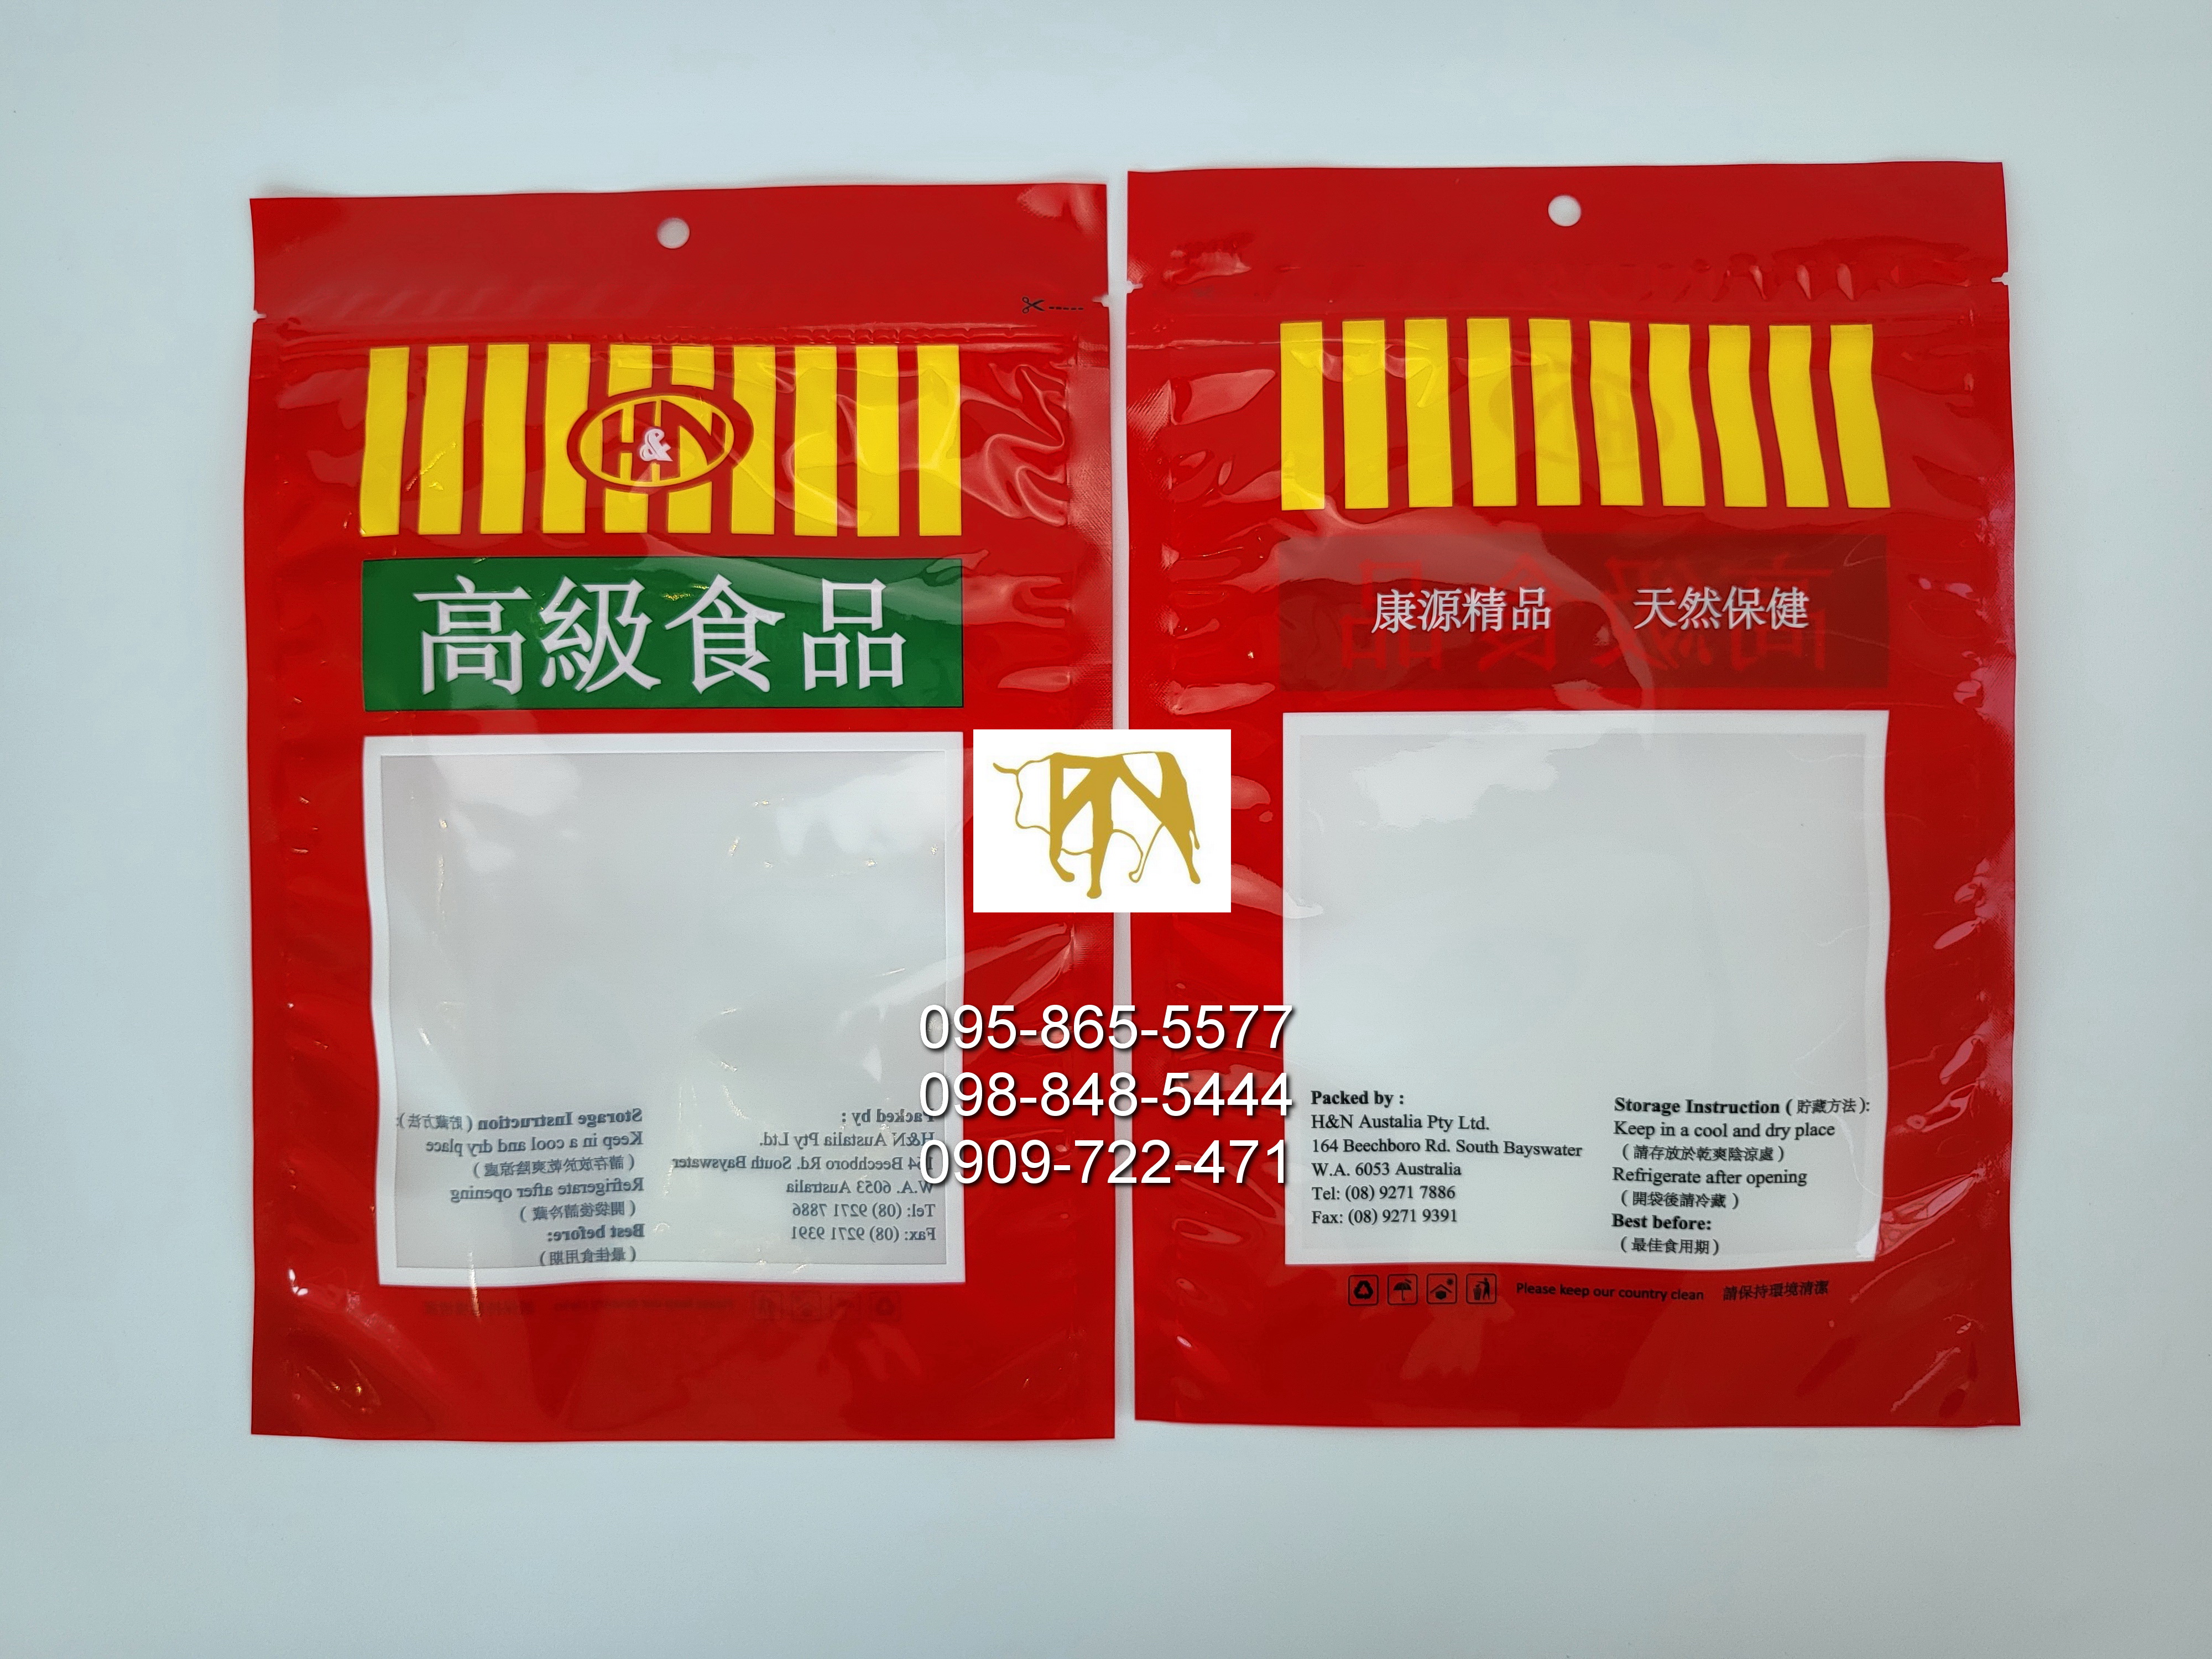 H&N
高級食品
康源精品 天然保健
095-865-5577
098-848-5444
0909-722-471
Packed by :
H&N Austalia Pty Ltd.
164 Beechboro Rd. South Bayswater
W.A. 6053 Australia
Tel: (08) 9271 7886
Fax: (08) 9271 9391
Storage Instruction ( 貯藏方法 ):
Keep in a cool and dry place
( 請存放於乾爽陰涼處 )
Refrigerate after opening
( 開袋後請冷藏 )
Best before:
( 最佳食用期 )
Please keep our country clean 請保持環境清潔